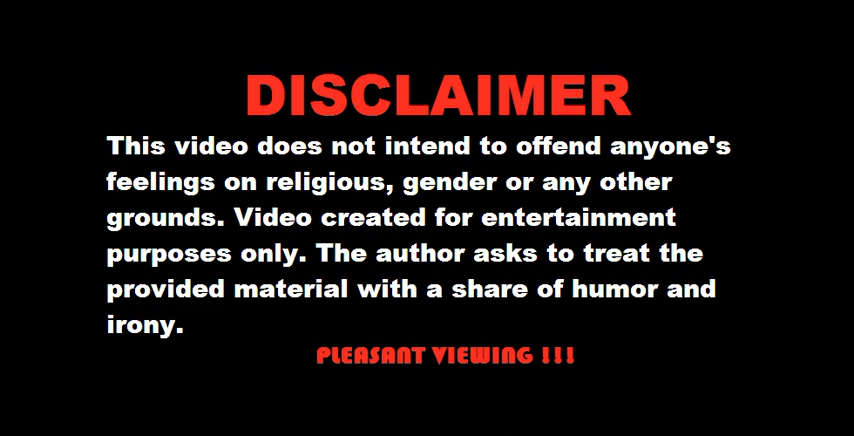 DISCLAIMER
This video does not intend to offend anyone's
feelings on religious, gender or any other
grounds. Video created for entertainment
purposes only. The author asks to treat the
provided material with a share of humor and
irony.
PLEASANT VIEWING !!!